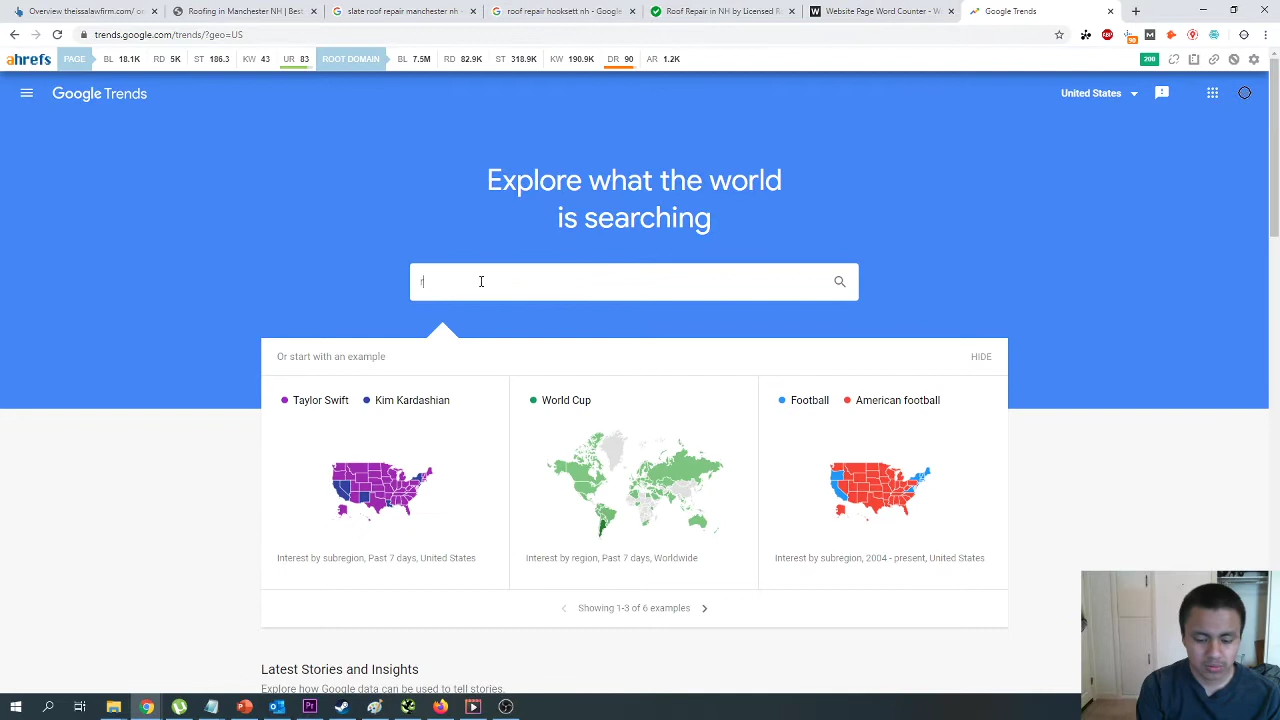 Overview theissalawfirm.com/ o
Roofing in Manchester NH | Best
slate roof repair manchester nh -
roof repair hooksett nh - Google
Roof Repair in NH by Licensed R
Website Page Word Counter - W
Google Trends
trends.google.com/trends/?geo=US
ahrefs PAGE BL 18.1K RD 5K ST 186.3 KW 43 UR 83 ROOT DOMAIN BL 7.5M RD 82.9K ST 318.9K KW 190.9K DR 90 AR 1.2K 200
Google Trends
United States
Explore what the world
is searching
r
Or start with an example HIDE
Taylor Swift Kim Kardashian
World Cup
Football American football
Interest by subregion, Past 7 days, United States
Interest by region, Past 7 days, Worldwide
Interest by subregion, 2004 - present, United States
Showing 1-3 of 6 examples
Latest Stories and Insights
Explore how Google data can be used to tell stories.